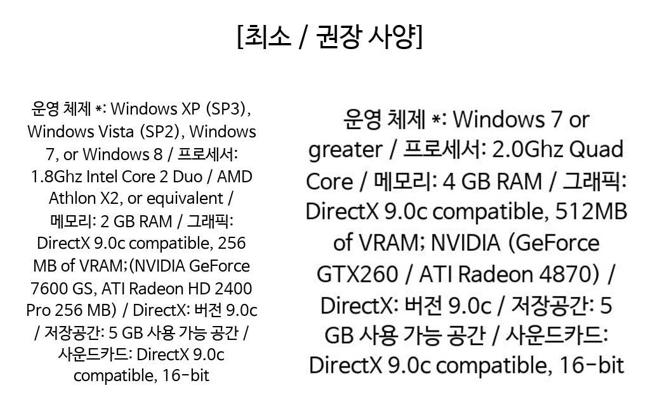 [최소 / 권장 사양]
운영 체제 *: Windows XP (SP3),
Windows Vista (SP2), Windows
7, or Windows 8 / 프로세서:
1.8Ghz Intel Core 2 Duo / AMD
Athlon X2, or equivalent /
메모리: 2 GB RAM / 그래픽:
DirectX 9.0c compatible, 256
MB of VRAM;(NVIDIA GeForce
7600 GS, ATI Radeon HD 2400
Pro 256 MB) / DirectX: 버전 9.0c
/ 저장공간: 5 GB 사용 가능 공간 /
사운드카드: DirectX 9.0c
compatible, 16-bit
운영 체제 *: Windows 7 or
greater / 프로세서: 2.0Ghz Quad
Core / 메모리: 4 GB RAM / 그래픽:
DirectX 9.0c compatible, 512MB
of VRAM; NVIDIA (GeForce
GTX260 / ATI Radeon 4870) /
DirectX: 버전 9.0c / 저장공간: 5
GB 사용 가능 공간 / 사운드카드:
DirectX 9.0c compatible, 16-bit